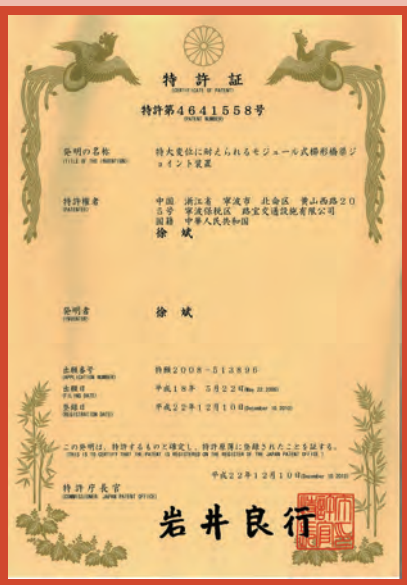 特許証
(CERTIFICATE OF PATENT)
特許第4641558号
(PATENT NUMBER)
発明の名称
(TITLE OF THE INVENTION)
特大変位に耐えられるモジュール式梯形橋梁ジ
ョイント装置
特許権者
(PATENTEE)
中国 浙江省 寧波市 北侖区 黄山西路20
5号 寧波保税区 路宝交通設施有限公司
国籍 中華人民共和国
徐 斌
発明者
(INVENTOR)
徐 斌
出願番号
(APPLICATION NUMBER)
特願2008-513896
出願日
(FILING DATE)
平成18年 5月22日(May 22,2006)
登録日
(REGISTRATION DATE)
平成22年12月10日(December 10,2010)
この発明は、特許するものと確定し、特許原簿に登録されたことを証する。
(THIS IS TO CERTIFY THAT THE PATENT IS REGISTERED ON THE REGISTER OF THE JAPAN PATENT OFFICE.)
平成22年12月10日(December 10,2010)
特許庁長官
(COMMISSIONER, JAPAN PATENT OFFICE)
岩井良行